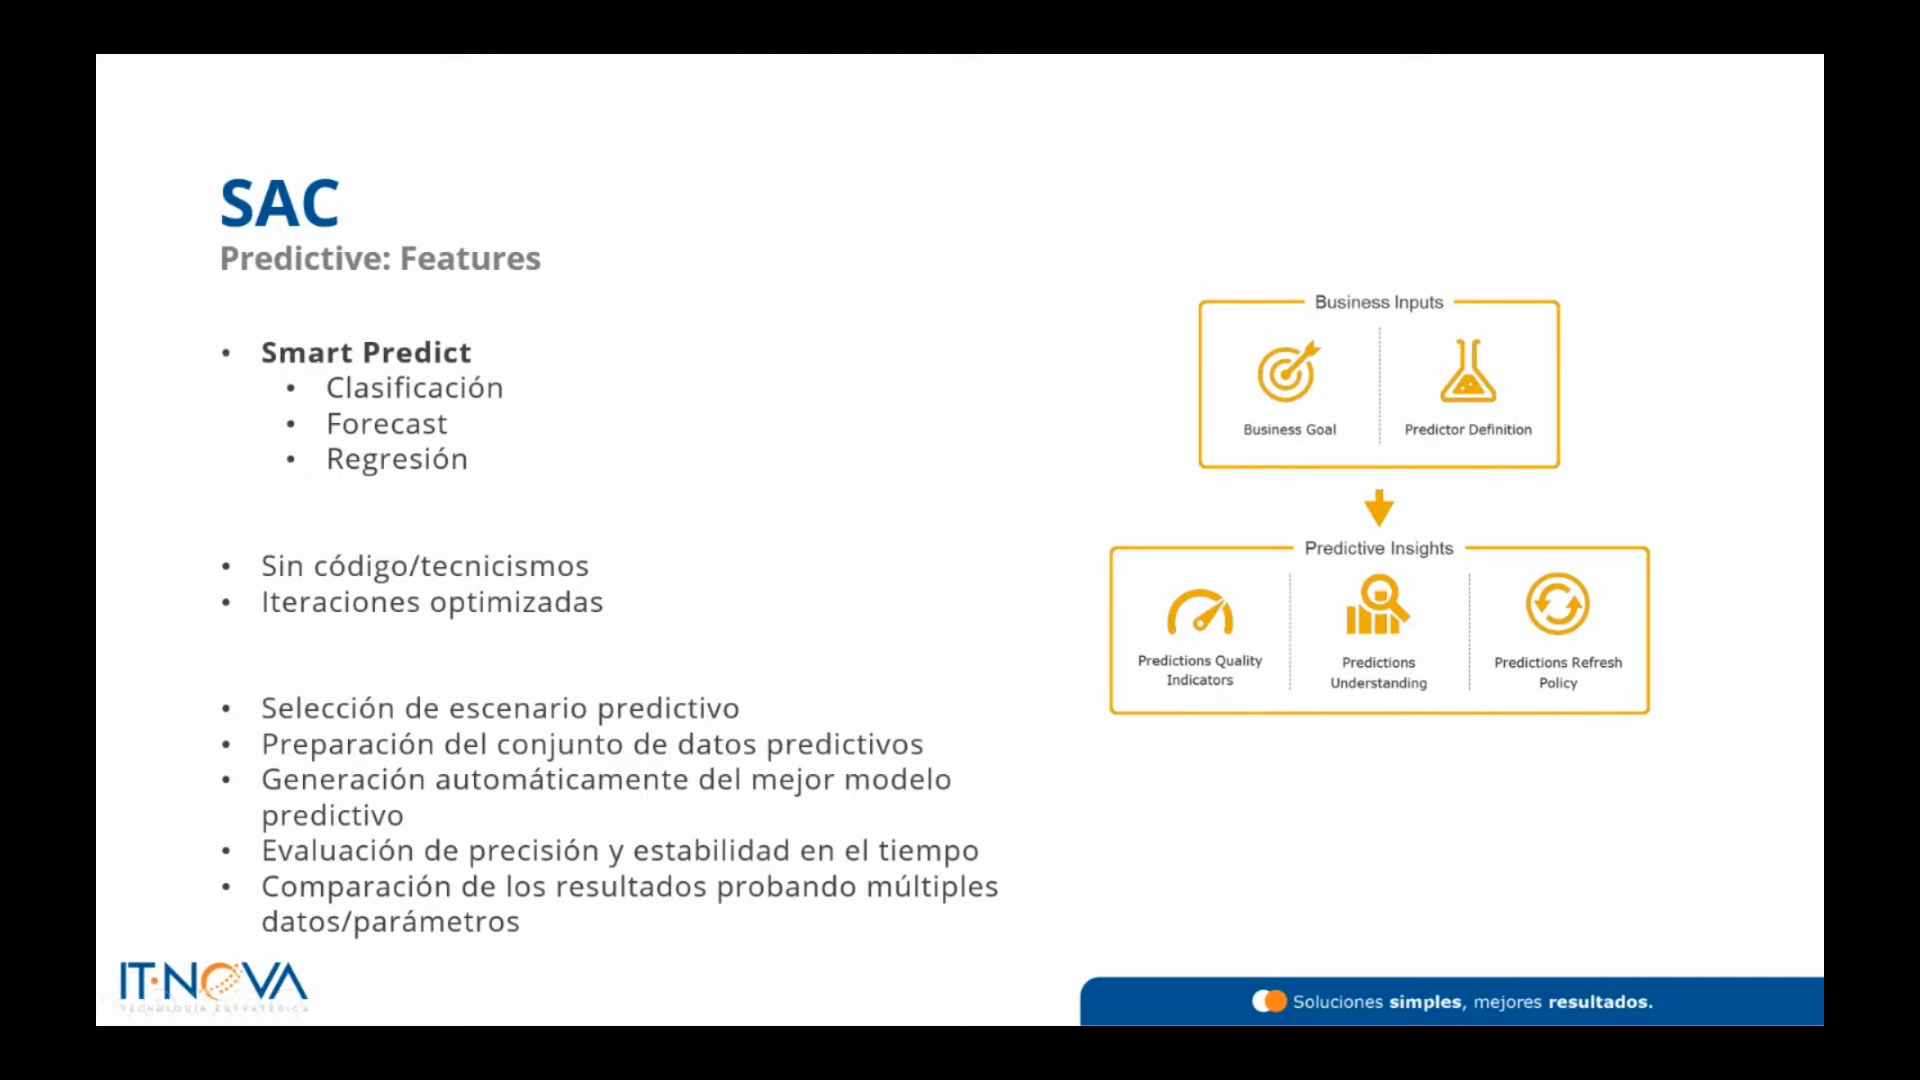 SAC
Predictive: Features
• Smart Predict
• Clasificación
• Forecast
• Regresión
• Sin código/tecnicismos
• Iteraciones optimizadas
• Selección de escenario predictivo
• Preparación del conjunto de datos predictivos
• Generación automáticamente del mejor modelo
predictivo
• Evaluación de precisión y estabilidad en el tiempo
• Comparación de los resultados probando múltiples
datos/parámetros
Business Inputs
Business Goal
Predictor Definition
Predictive Insights
Predictions Quality
Indicators
Predictions
Understanding
Predictions Refresh
Policy
IT·NOVA
TECNOLOGÍA ESTRATÉGICA
Soluciones simples, mejores resultados.